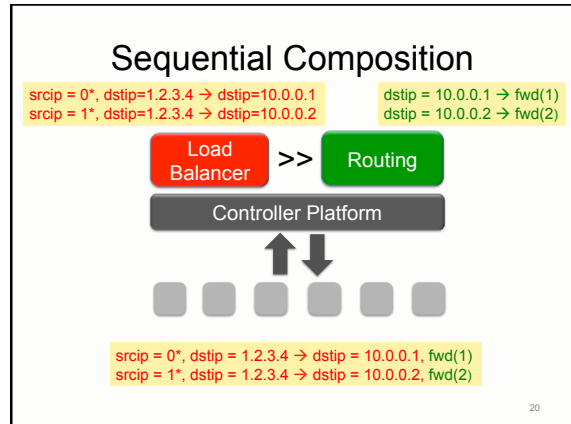 Sequential Composition
srcip = 0*, dstip=1.2.3.4 → dstip=10.0.0.1
srcip = 1*, dstip=1.2.3.4 → dstip=10.0.0.2
dstip = 10.0.0.1 → fwd(1)
dstip = 10.0.0.2 → fwd(2)
Load
Balancer
>>
Routing
Controller Platform
srcip = 0*, dstip = 1.2.3.4 → dstip = 10.0.0.1, fwd(1)
srcip = 1*, dstip = 1.2.3.4 → dstip = 10.0.0.2, fwd(2)
20